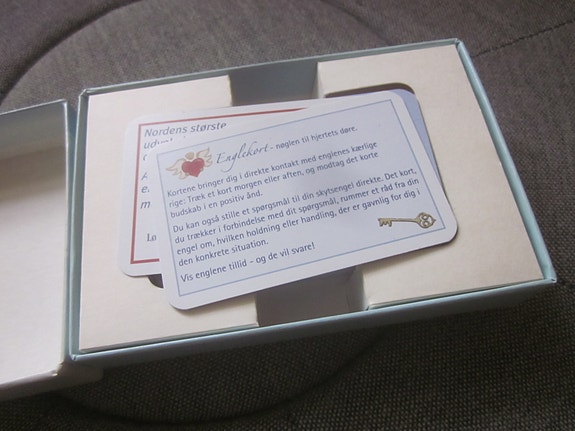 Nordens største
Lø
Englekort - nøglen til hjertets døre.
Kortene bringer dig i direkte kontakt med englenes kærlige
rige: Træk et kort morgen eller aften, og modtag det korte
budskab i en positiv ånd.
Du kan også stille et spørgsmål til din skytsengel direkte. Det kort,
du trækker i forbindelse med dit spørgsmål, rummer et råd fra din
engel om, hvilken holdning eller handling, der er gavnlig for dig i
den konkrete situation.
Vis englene tillid - og de vil svare!